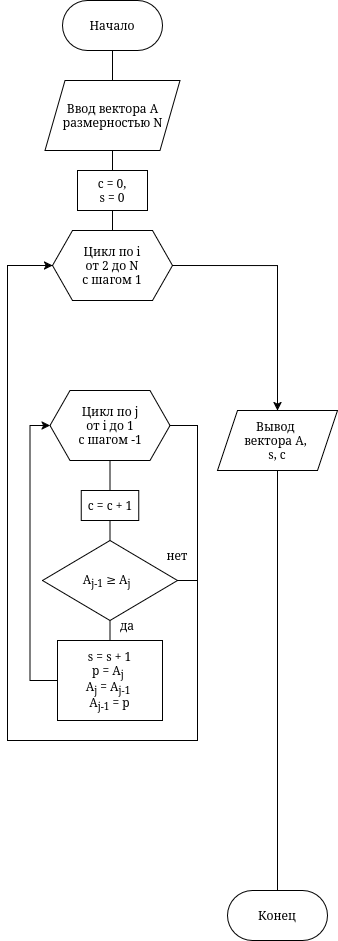 Начало
Ввод вектора А
размерностью N
c = 0,
s = 0
Цикл по i
от 2 до N
с шагом 1
Цикл по j
от i до 1
с шагом -1
Вывод
вектора А,
s, c
c = c + 1
нет
Aj-1 ≥ Aj
да
s = s + 1
p = Aj
Aj = Aj-1
Aj-1 = p
Конец